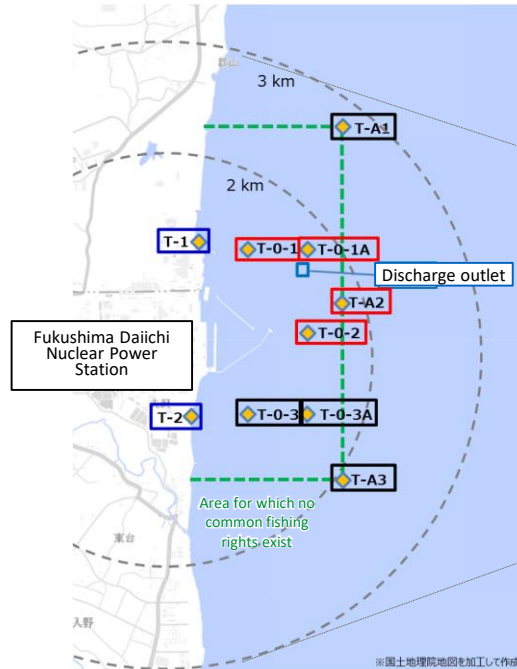 郡山
3 km
T-A1
2 km
T-1
T-0-1
T-0-1A
Discharge outlet
T-A2
T-0-2
Fukushima Daiichi
Nuclear Power
Station
T-2
T-0-3
T-0-3A
T-A3
Area for which no
common fishing
rights exist
東台
入野
※国土地理院地図を加工して作成